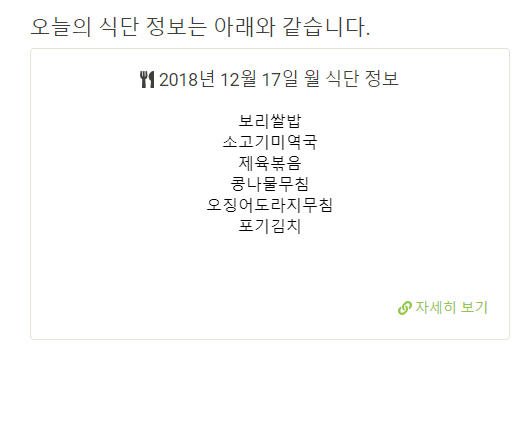 오늘의 식단 정보는 아래와 같습니다.
2018년 12월 17일 월 식단 정보
보리쌀밥
소고기미역국
제육볶음
콩나물무침
오징어도라지무침
포기김치
자세히 보기